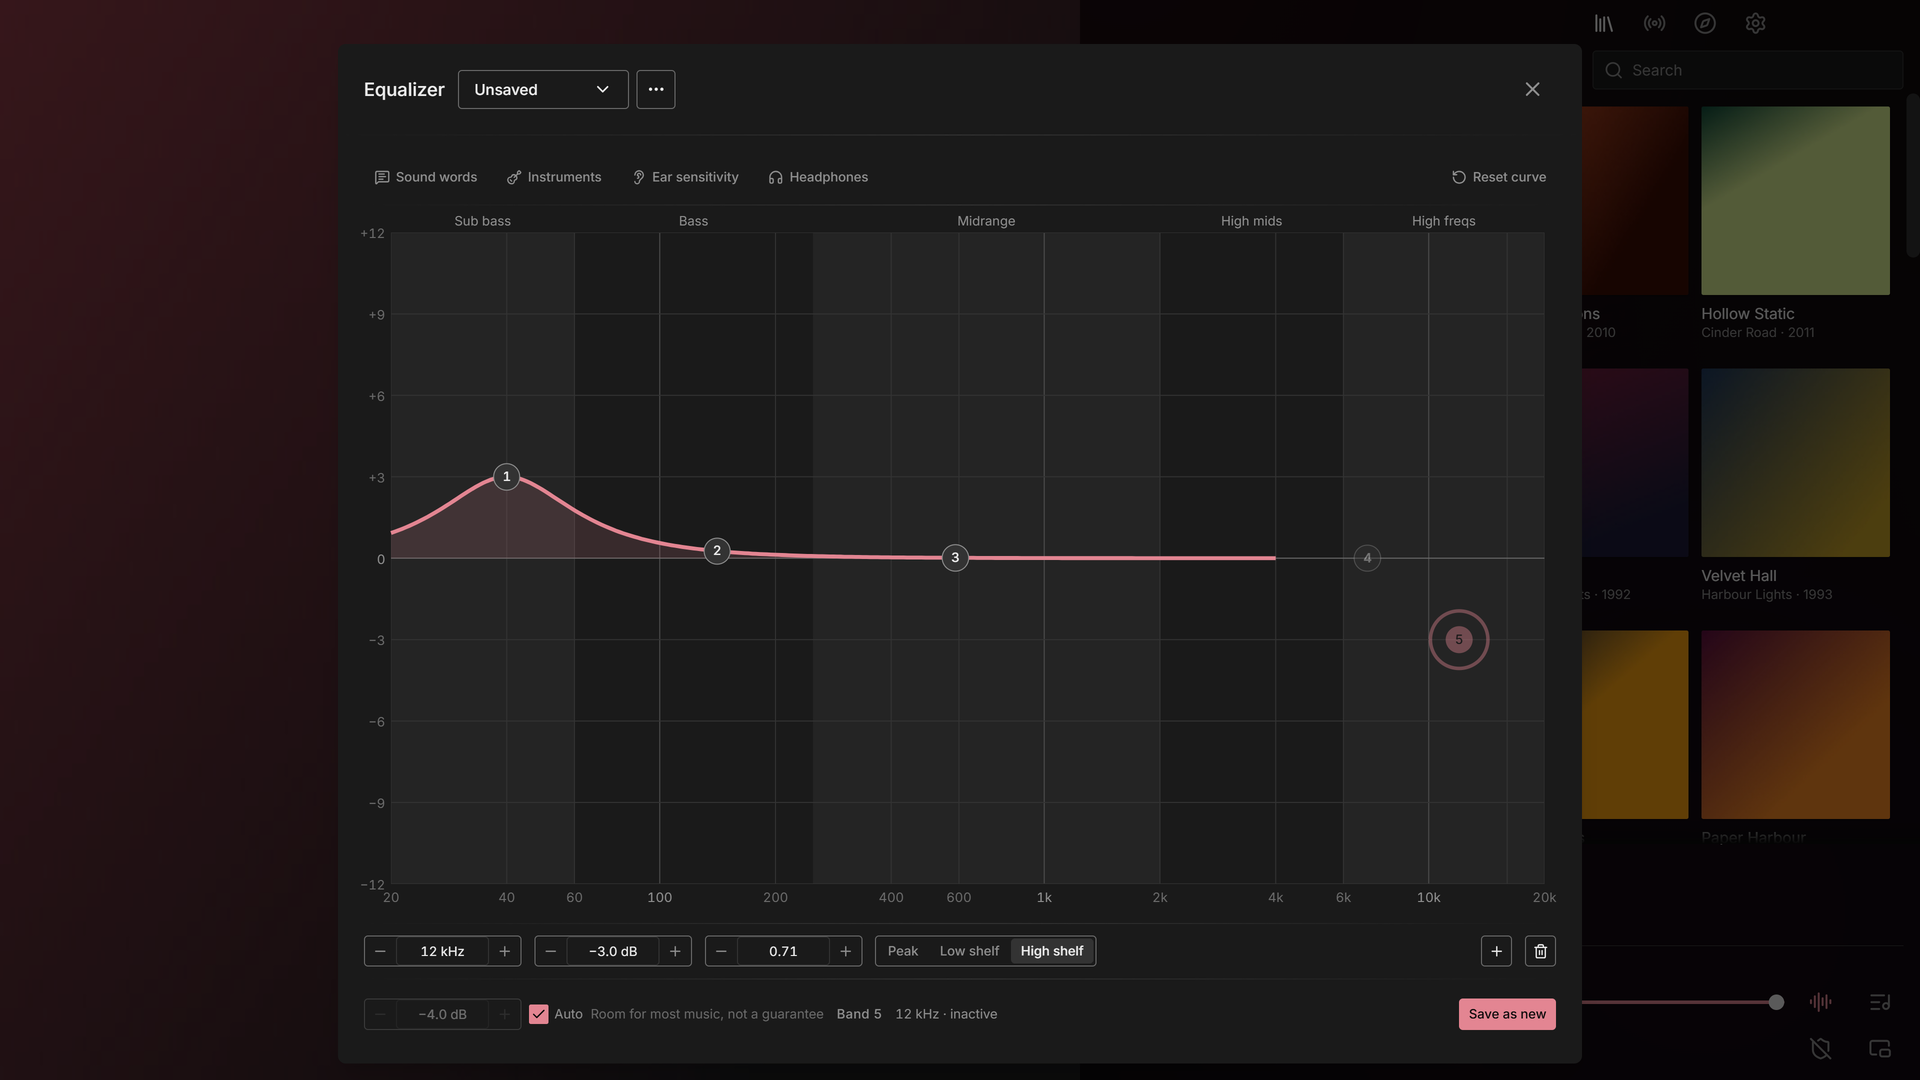 Equalizer Unsaved
Search
Sound words Instruments Ear sensitivity Headphones Reset curve
Sub bass Bass Midrange High mids High freqs
+12
+9
+6
+3
0
−3
−6
−9
−12
1
2
3
4
5
20 40 60 100 200 400 600 1k 2k 4k 6k 10k 20k
− 12 kHz + − −3.0 dB + − 0.71 + Peak Low shelf High shelf +
− −4.0 dB + Auto Room for most music, not a guarantee Band 5 12 kHz · inactive Save as new
ons
2010
Hollow Static
Cinder Road · 2011
ts · 1992
Velvet Hall
Harbour Lights · 1993
s
Paper Harbour